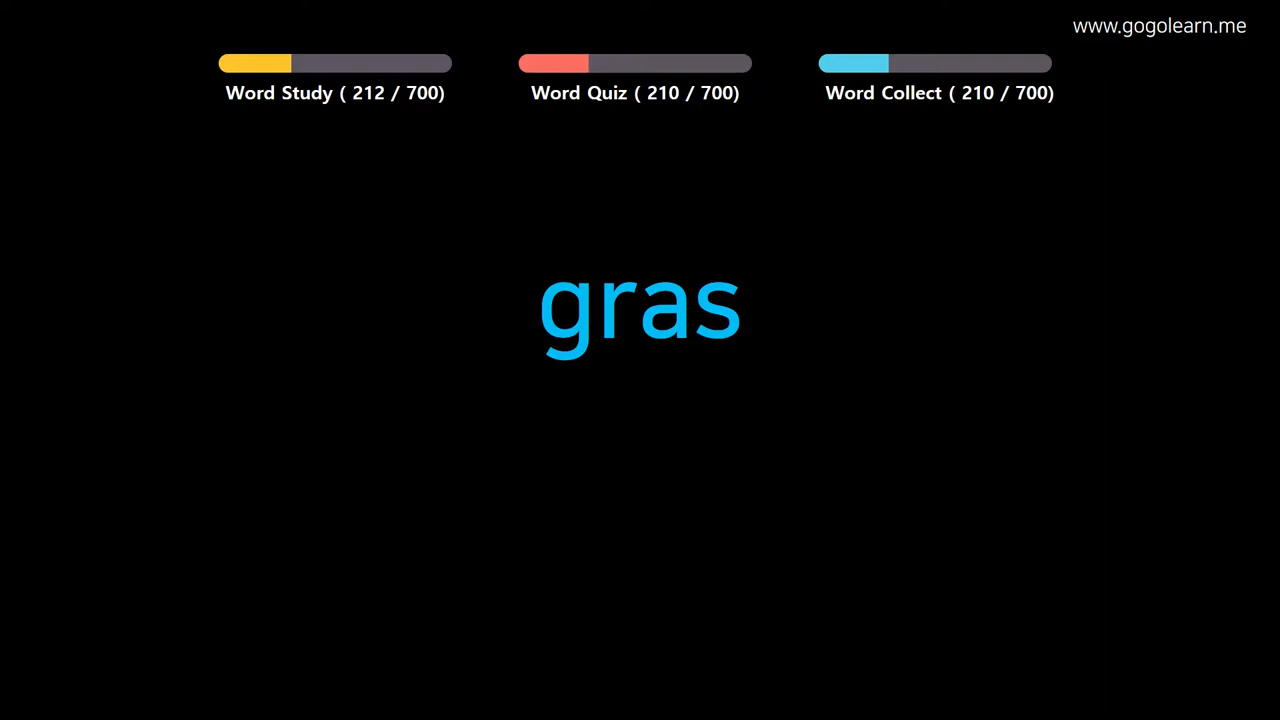 www.gogolearn.me
Word Study ( 212 / 700)
Word Quiz ( 210 / 700)
Word Collect ( 210 / 700)
gras